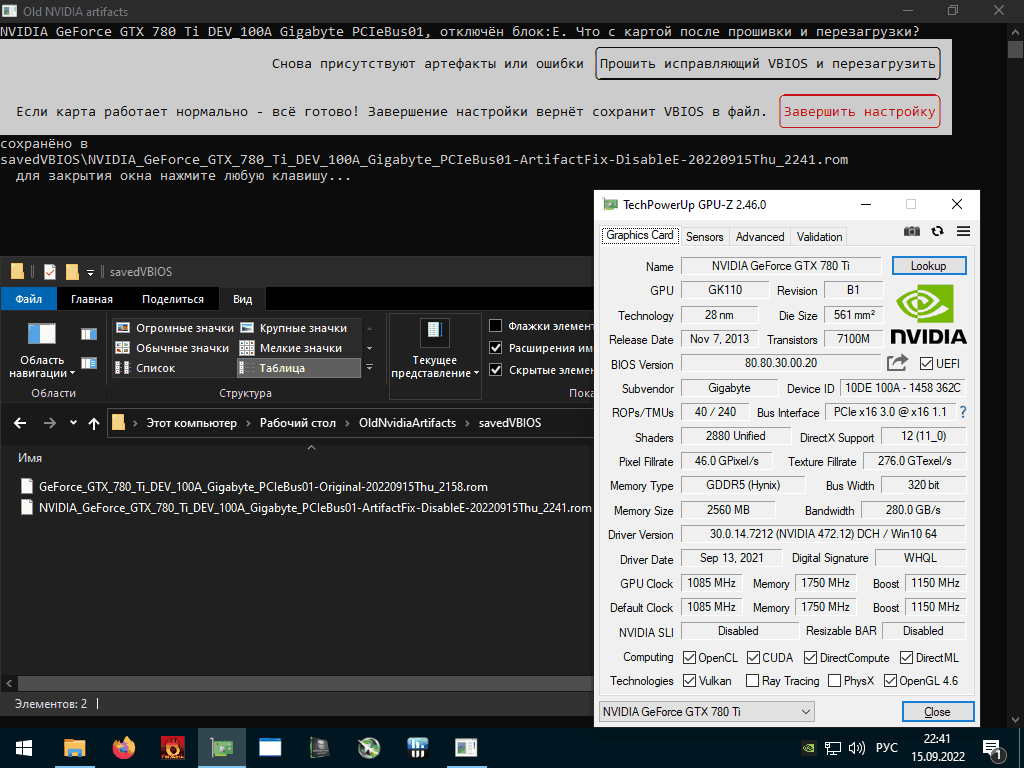 Old NVIDIA artifacts
NVIDIA GeForce GTX 780 Ti DEV_100A Gigabyte PCIeBus01, отключён блок:E. Что с картой после прошивки и перезагрузки?
Снова присутствуют артефакты или ошибки
Прошить исправляющий VBIOS и перезагрузить
Если карта работает нормально - всё готово! Завершение настройки вернёт сохранит VBIOS в файл.
Завершить настройку
сохранёно в
savedVBIOS\NVIDIA_GeForce_GTX_780_Ti_DEV_100A_Gigabyte_PCIeBus01-ArtifactFix-DisableE-20220915Thu_2241.rom
для закрытия окна нажмите любую клавишу...
savedVBIOS
Файл Главная Поделиться Вид
Область навигации
Области
Огромные значки Крупные значки
Обычные значки Мелкие значки
Список Таблица
Структура
Текущее представление
Флажки элемен
Расширения им
Скрытые элеме
Пока
Этот компьютер › Рабочий стол › OldNvidiaArtifacts › savedVBIOS
Имя
GeForce_GTX_780_Ti_DEV_100A_Gigabyte_PCIeBus01-Original-20220915Thu_2158.rom
NVIDIA_GeForce_GTX_780_Ti_DEV_100A_Gigabyte_PCIeBus01-ArtifactFix-DisableE-20220915Thu_2241.rom
Элементов: 2
TechPowerUp GPU-Z 2.46.0
Graphics Card Sensors Advanced Validation
Name NVIDIA GeForce GTX 780 Ti Lookup
GPU GK110 Revision B1
Technology 28 nm Die Size 561 mm²
NVIDIA
Release Date Nov 7, 2013 Transistors 7100M
BIOS Version 80.80.30.00.20 UEFI
Subvendor Gigabyte Device ID 10DE 100A - 1458 362C
ROPs/TMUs 40 / 240 Bus Interface PCIe x16 3.0 @ x16 1.1 ?
Shaders 2880 Unified DirectX Support 12 (11_0)
Pixel Fillrate 46.0 GPixel/s Texture Fillrate 276.0 GTexel/s
Memory Type GDDR5 (Hynix) Bus Width 320 bit
Memory Size 2560 MB Bandwidth 280.0 GB/s
Driver Version 30.0.14.7212 (NVIDIA 472.12) DCH / Win10 64
Driver Date Sep 13, 2021 Digital Signature WHQL
GPU Clock 1085 MHz Memory 1750 MHz Boost 1150 MHz
Default Clock 1085 MHz Memory 1750 MHz Boost 1150 MHz
NVIDIA SLI Disabled Resizable BAR Disabled
Computing OpenCL CUDA DirectCompute DirectML
Technologies Vulkan Ray Tracing PhysX OpenGL 4.6
NVIDIA GeForce GTX 780 Ti Close
РУС
22:41
15.09.2022
1